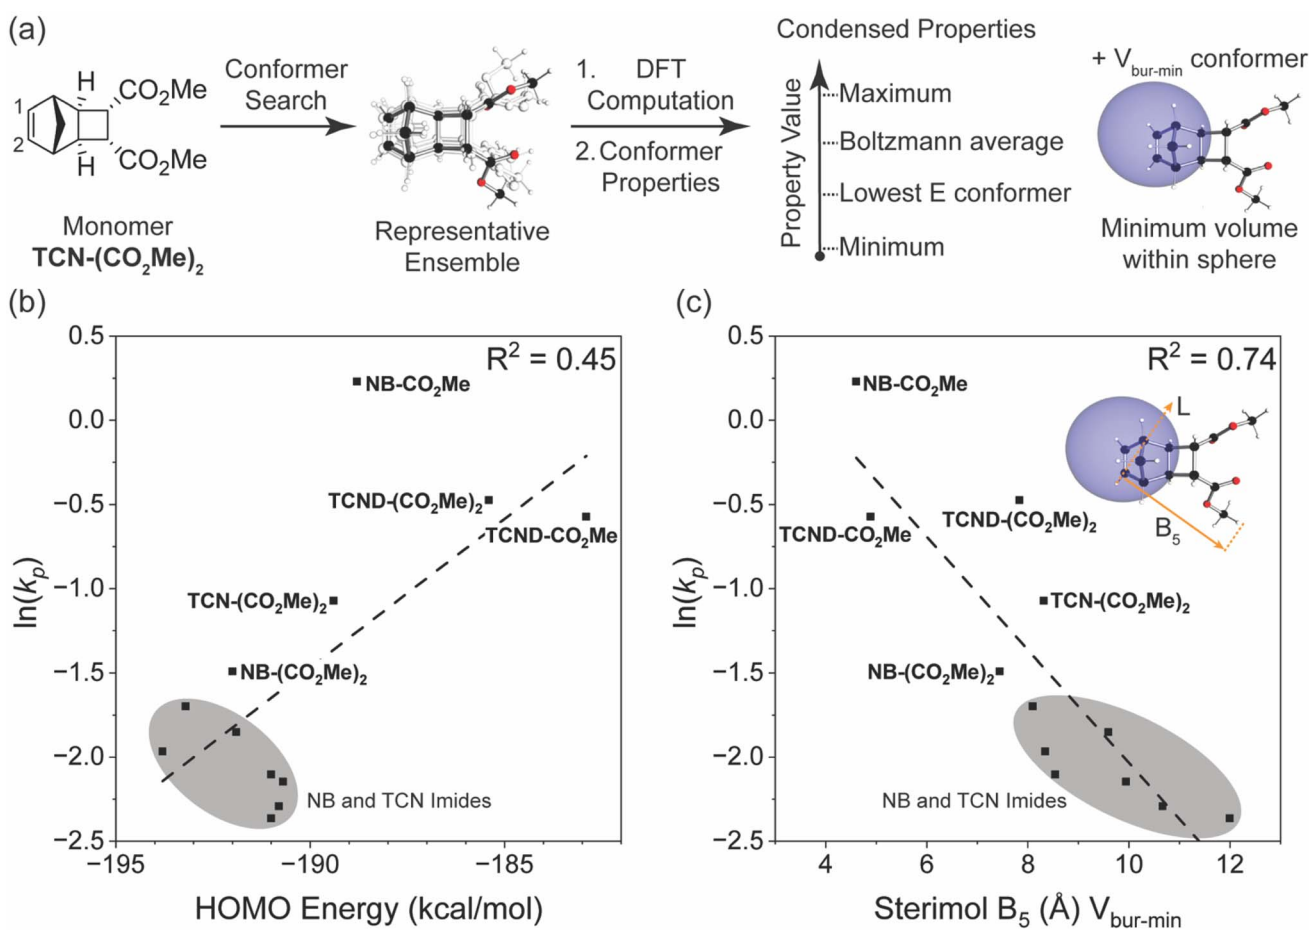 (a)
H
1
2
H
CO₂Me
CO₂Me
Monomer
TCN-(CO₂Me)₂
Conformer
Search
Representative
Ensemble
1. DFT
Computation
2. Conformer
Properties
Condensed Properties
Property Value
Maximum
Boltzmann average
Lowest E conformer
Minimum
+ V_bur-min conformer
Minimum volume
within sphere
(b)
R² = 0.45
NB-CO₂Me
TCND-(CO₂Me)₂
TCND-CO₂Me
TCN-(CO₂Me)₂
NB-(CO₂Me)₂
NB and TCN Imides
ln(kₚ)
0.5
0.0
−0.5
−1.0
−1.5
−2.0
−2.5
−195
−190
−185
HOMO Energy (kcal/mol)
(c)
R² = 0.74
NB-CO₂Me
L
B₅
TCND-CO₂Me
TCND-(CO₂Me)₂
TCN-(CO₂Me)₂
NB-(CO₂Me)₂
NB and TCN Imides
ln(kₚ)
0.5
0.0
−0.5
−1.0
−1.5
−2.0
−2.5
4
6
8
10
12
Sterimol B₅ (Å) V_bur-min